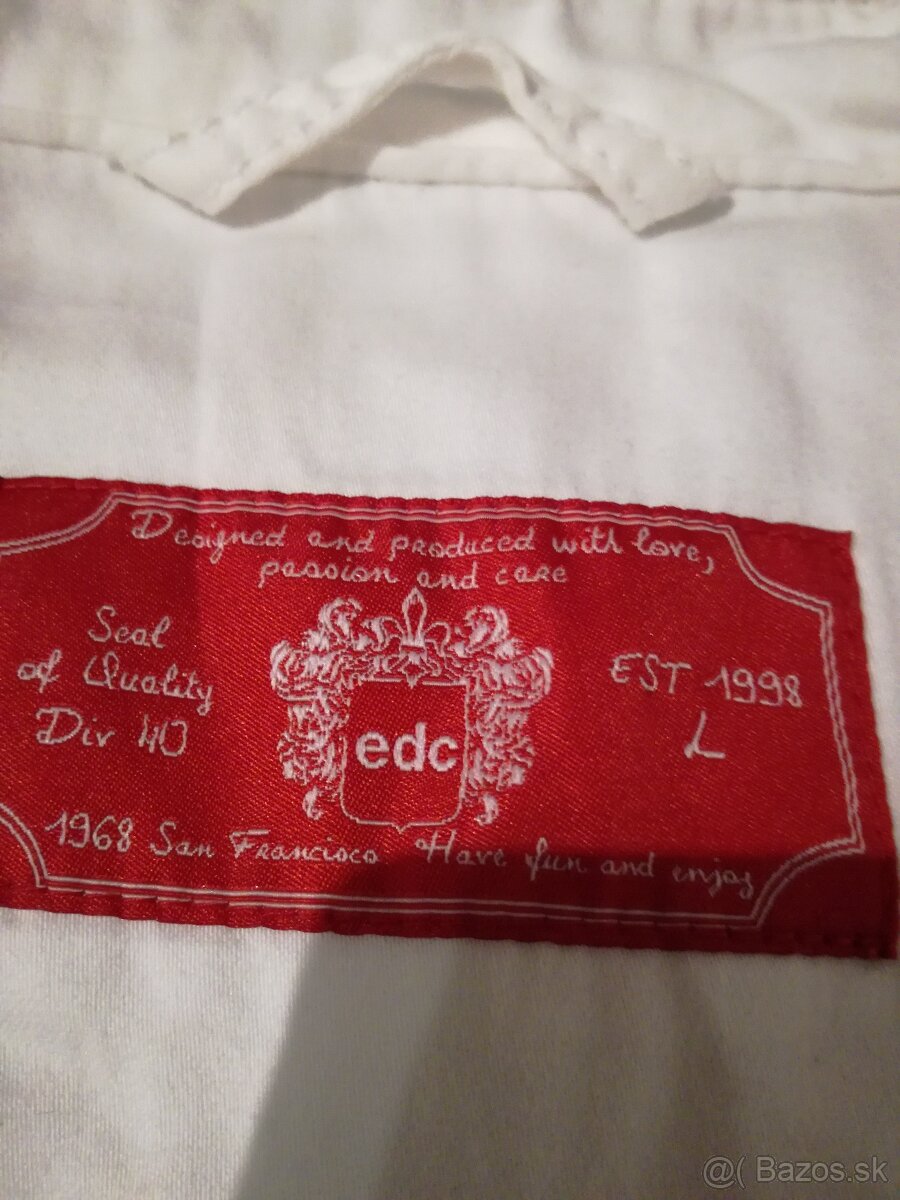 Designed and produced with love,
passion and care
Seal
of Quality
Div 40
edc
EST 1998
L
1968 San Francisco Have fun and enjoy
@( Bazos.sk